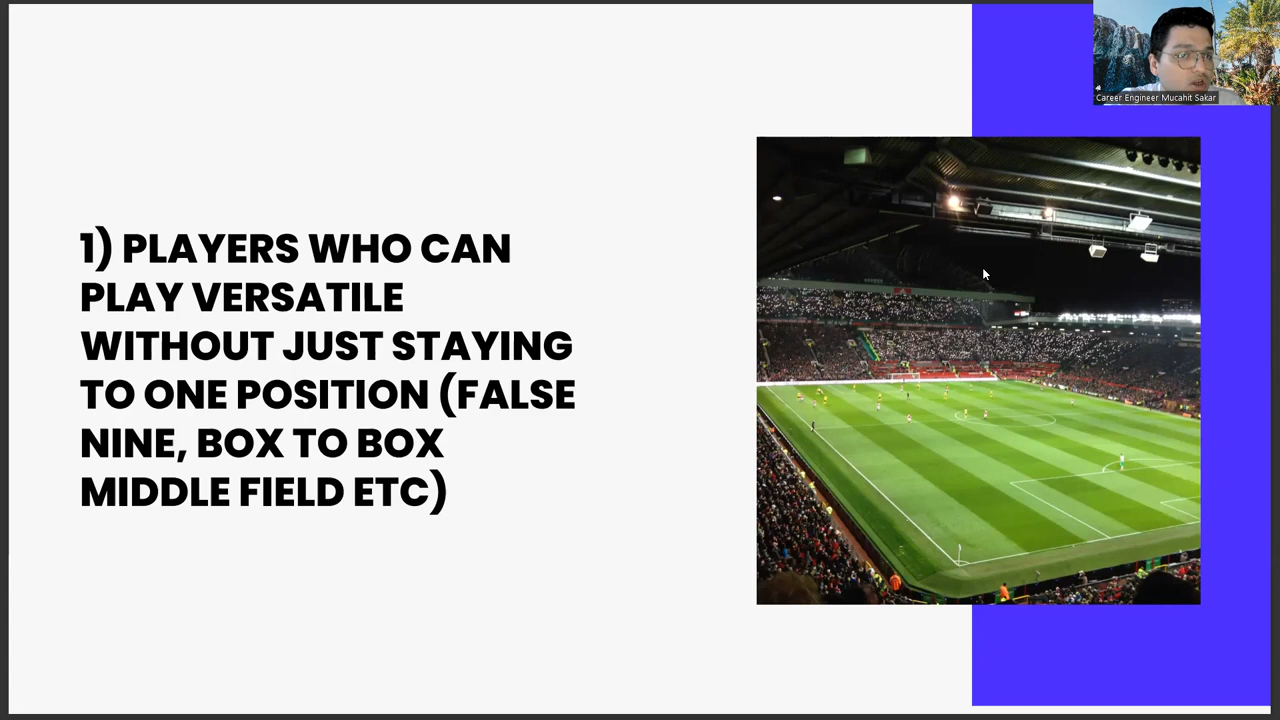 Career Engineer Mucahit Sakar
1) PLAYERS WHO CAN
PLAY VERSATILE
WITHOUT JUST STAYING
TO ONE POSITION (FALSE
NINE, BOX TO BOX
MIDDLE FIELD ETC)